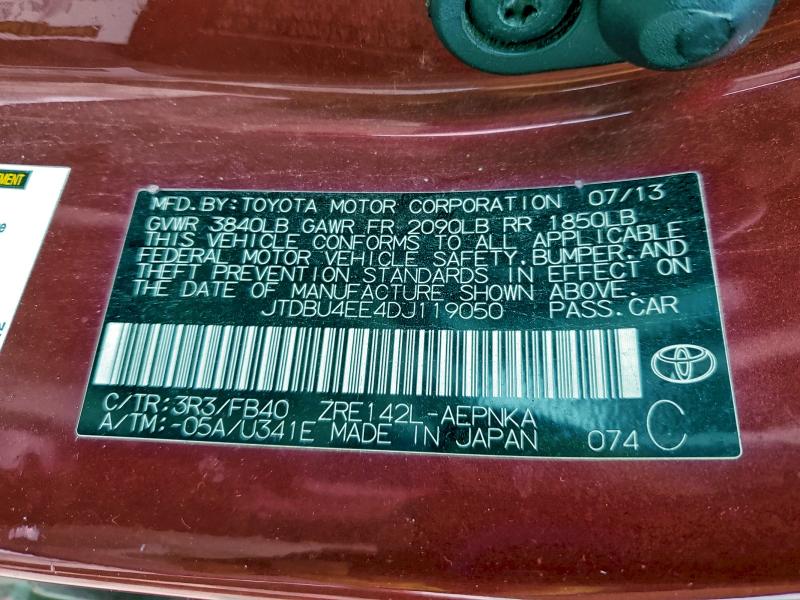 MFD.BY:TOYOTA MOTOR CORPORATION 07/13
GVWR 3840LB GAWR FR 2090LB RR 1850LB
THIS VEHICLE CONFORMS TO ALL APPLICABLE
FEDERAL MOTOR VEHICLE SAFETY,BUMPER,AND
THEFT PREVENTION STANDARDS IN EFFECT ON
THE DATE OF MANUFACTURE SHOWN ABOVE.
JTDBU4EE4DJ119050 PASS.CAR
C/TR:3R3/FB40 ZRE142L-AEPNKA
A/TM:-05A/U341E MADE IN JAPAN 074 C